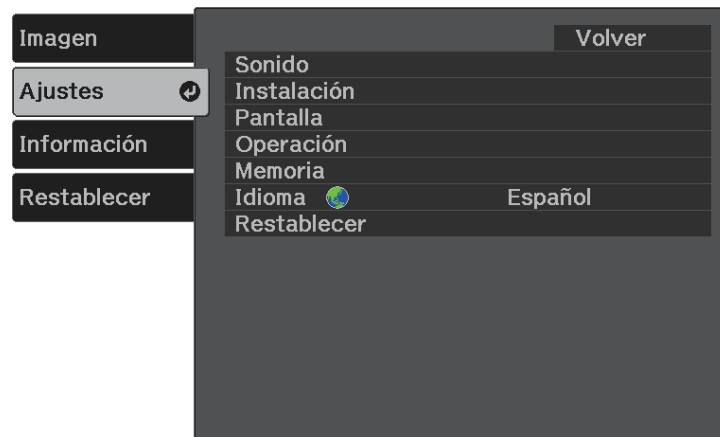 Imagen
Ajustes
Información
Restablecer
Volver
Sonido
Instalación
Pantalla
Operación
Memoria
Idioma Español
Restablecer